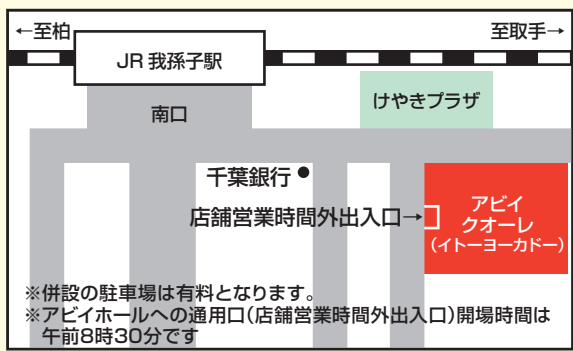 ←至柏
至取手→
JR 我孫子駅
南口
けやきプラザ
千葉銀行
店舗営業時間外出入口→
アビイ
クオーレ
(イトーヨーカドー)
※併設の駐車場は有料となります。
※アビイホールへの通用口(店舗営業時間外出入口)開場時間は
午前8時30分です